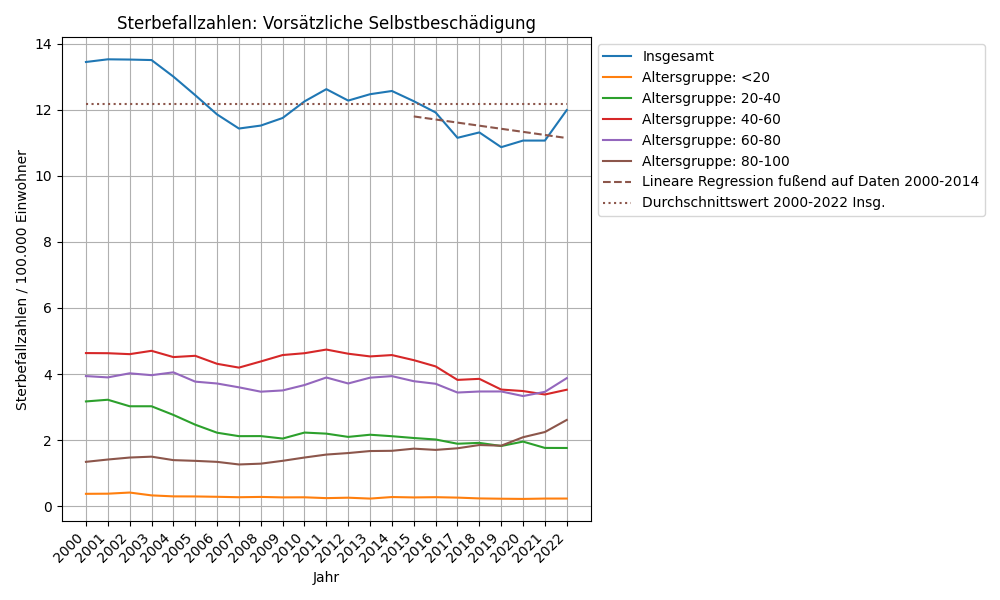 Sterbefallzahlen: Vorsätzliche Selbstbeschädigung
Sterbefallzahlen / 100.000 Einwohner
14
12
10
8
6
4
2
0
2000
2001
2002
2003
2004
2005
2006
2007
2008
2009
2010
2011
2012
2013
2014
2015
2016
2017
2018
2019
2020
2021
2022
Jahr
Insgesamt
Altersgruppe: <20
Altersgruppe: 20-40
Altersgruppe: 40-60
Altersgruppe: 60-80
Altersgruppe: 80-100
Lineare Regression fußend auf Daten 2000-2014
Durchschnittswert 2000-2022 Insg.